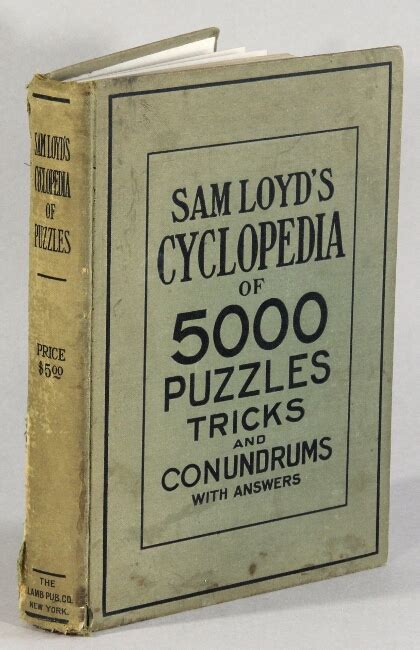 SAM LOYD'S
CYCLOPEDIA
OF
PUZZLES
PRICE
$5.00
THE
LAMB PUB. CO.
NEW YORK.
SAM LOYD'S
CYCLOPEDIA
OF
5000
PUZZLES
TRICKS
AND
CONUNDRUMS
WITH ANSWERS